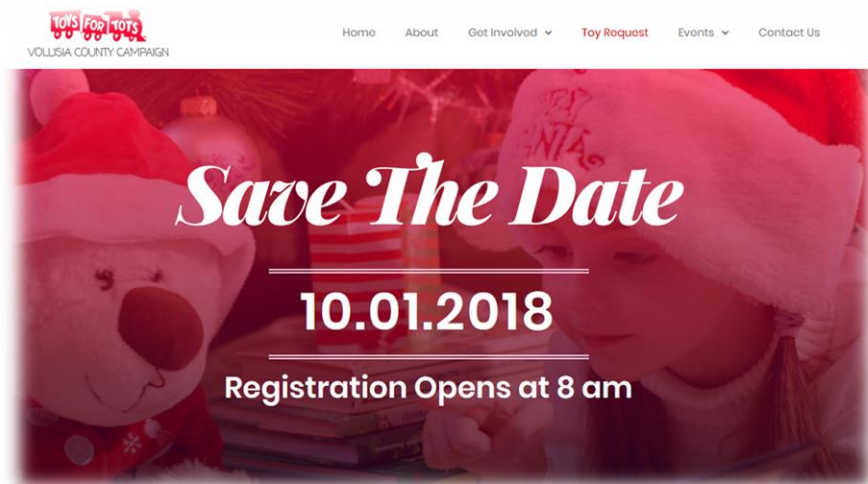 TOYS FOR TOTS
VOLUSIA COUNTY CAMPAIGN
Home About Get Involved Toy Request Events Contact Us
Save The Date
10.01.2018
Registration Opens at 8 am